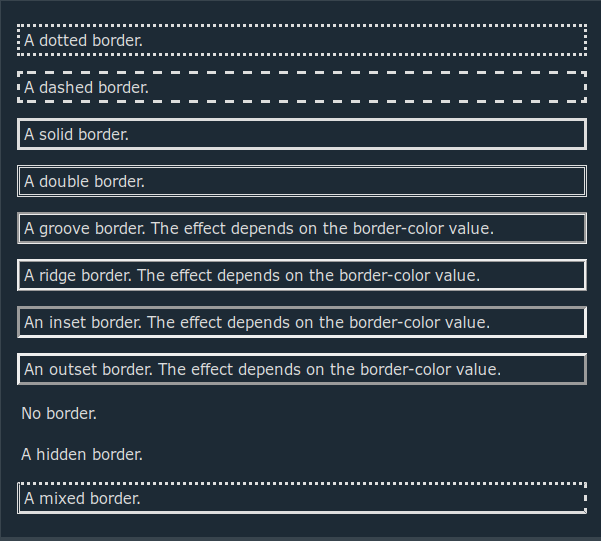 A dotted border.
A dashed border.
A solid border.
A double border.
A groove border. The effect depends on the border-color value.
A ridge border. The effect depends on the border-color value.
An inset border. The effect depends on the border-color value.
An outset border. The effect depends on the border-color value.
No border.
A hidden border.
A mixed border.